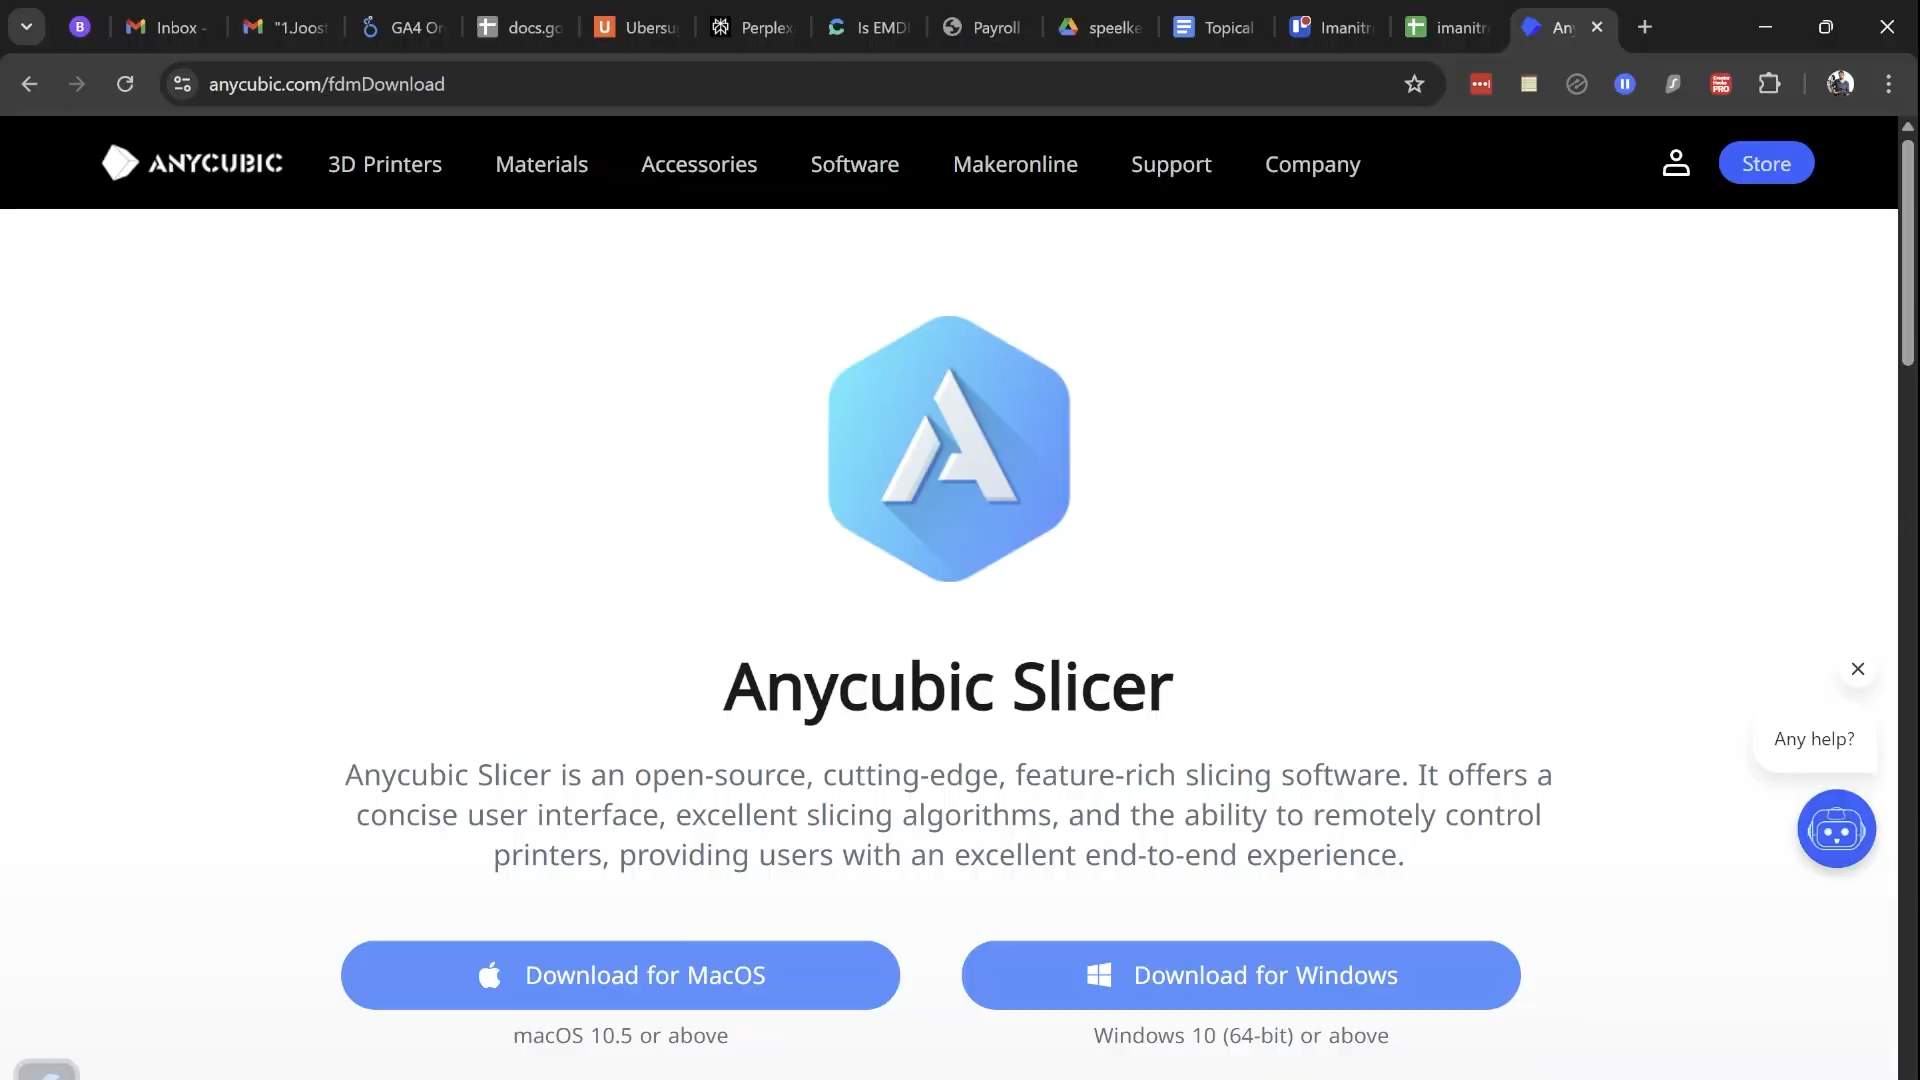 B
Inbox -
"1.Joost
GA4 Or
docs.go
U
Ubersu
Perplex
Is EMD
Payroll
speelke
Topical
Imanitr
imanitr
An
anycubic.com/fdmDownload
PRO
ANYCUBIC
3D Printers
Materials
Accessories
Software
Makeronline
Support
Company
Store
Anycubic Slicer
Anycubic Slicer is an open-source, cutting-edge, feature-rich slicing software. It offers a
concise user interface, excellent slicing algorithms, and the ability to remotely control
printers, providing users with an excellent end-to-end experience.
Any help?
Download for MacOS
Download for Windows
macOS 10.5 or above
Windows 10 (64-bit) or above